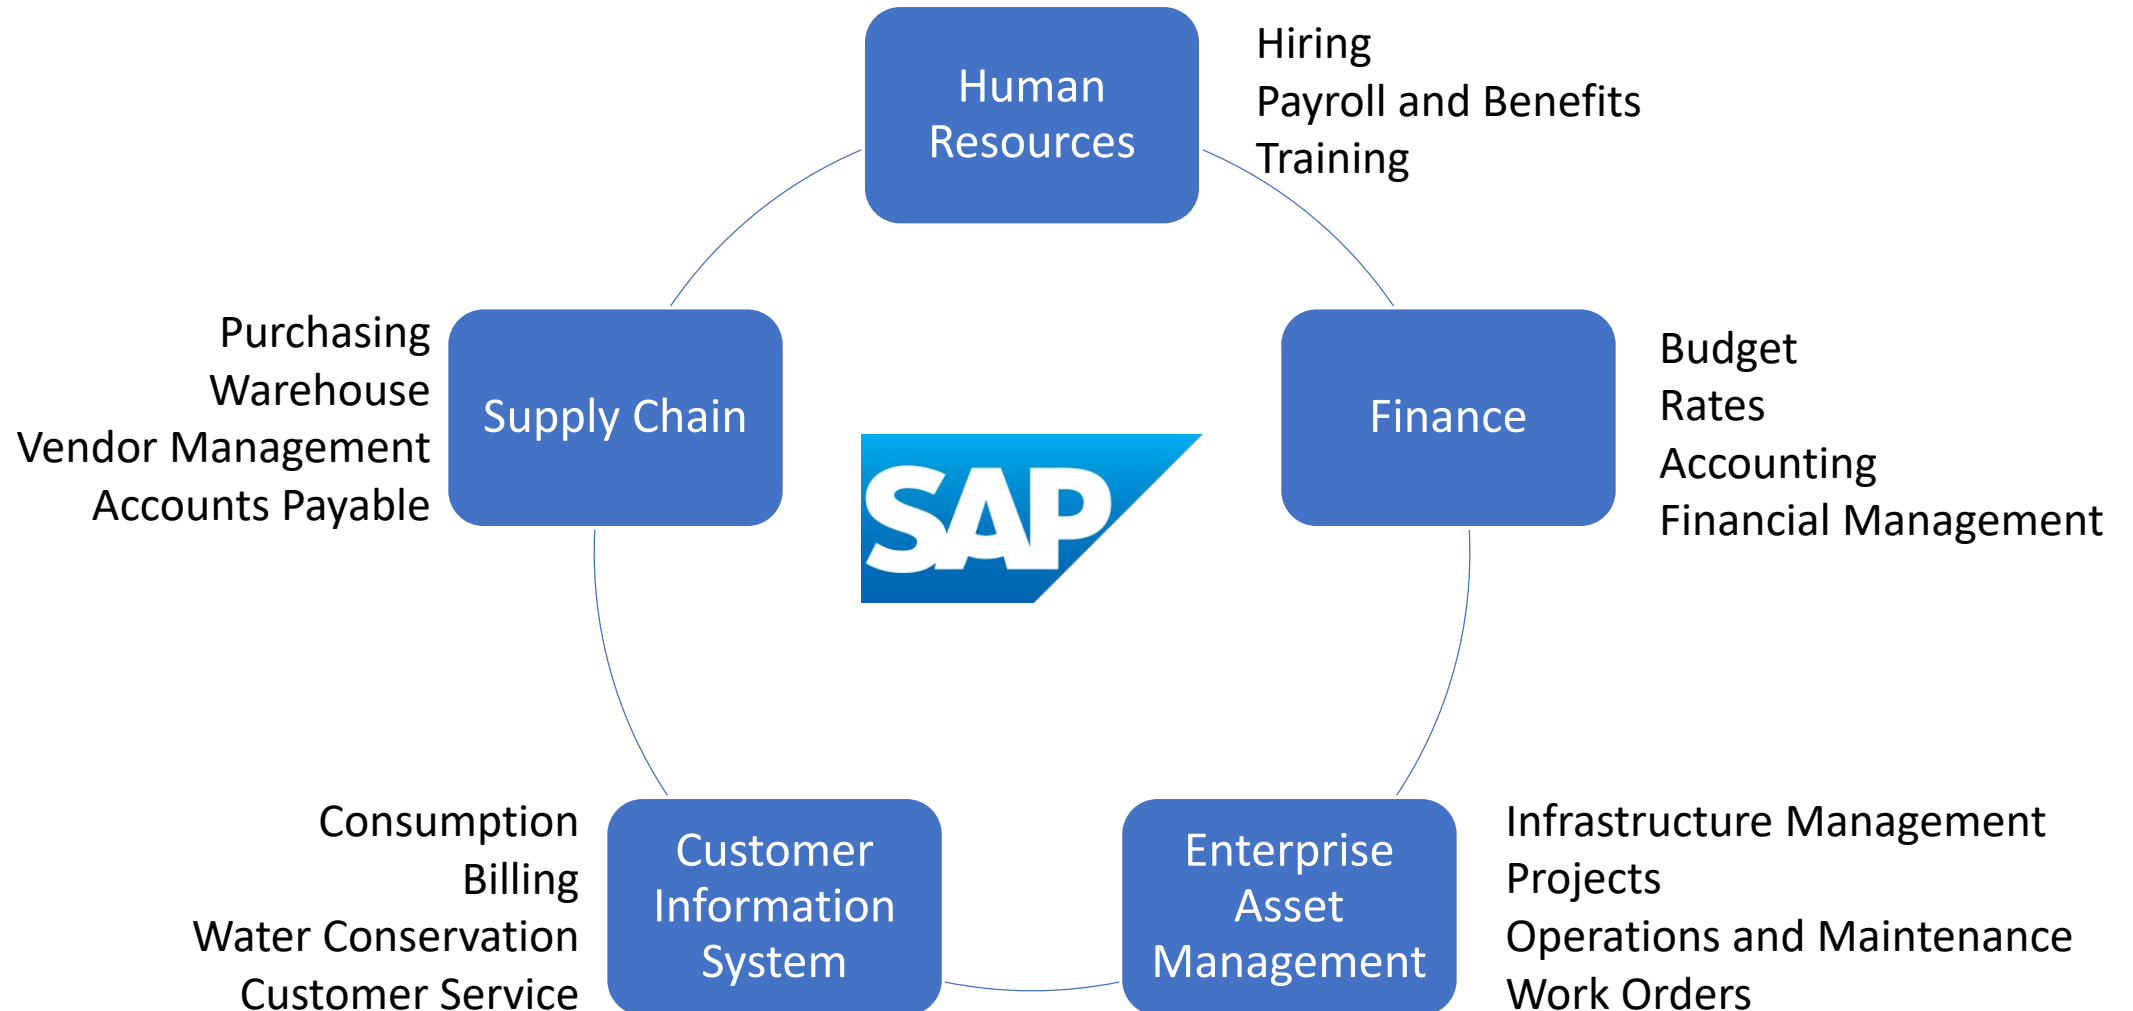 Human
Resources
Hiring
Payroll and Benefits
Training
Purchasing
Warehouse
Vendor Management
Accounts Payable
Supply Chain
SAP
Finance
Budget
Rates
Accounting
Financial Management
Consumption
Billing
Water Conservation
Customer Service
Customer
Information
System
Enterprise
Asset
Management
Infrastructure Management
Projects
Operations and Maintenance
Work Orders